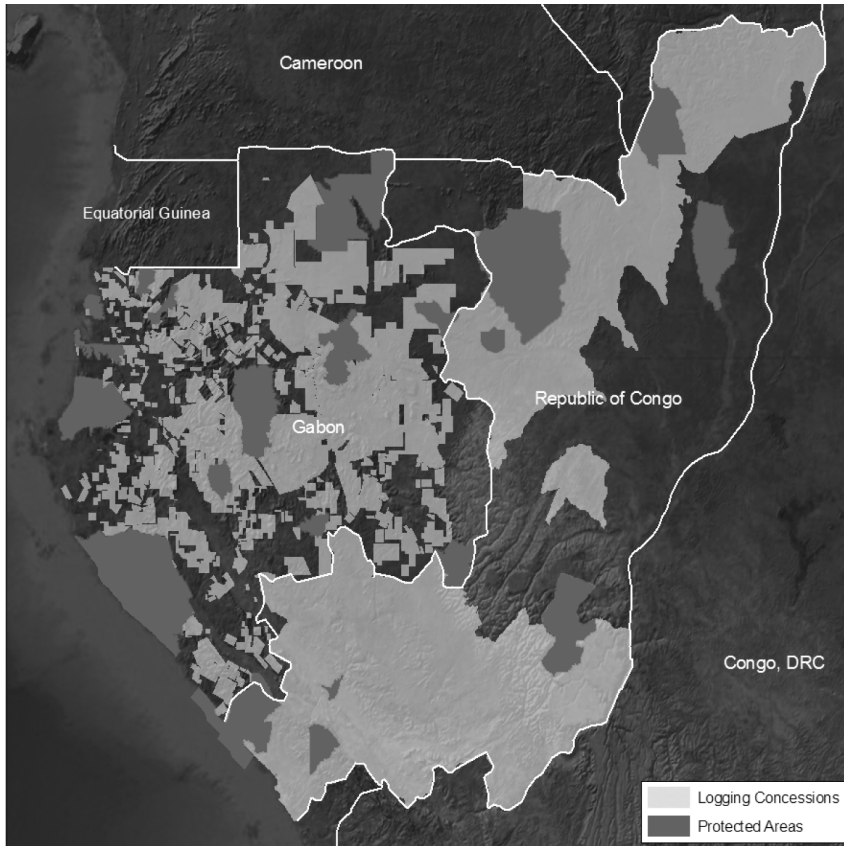 Cameroon
Equatorial Guinea
Republic of Congo
Gabon
Congo, DRC
Logging Concessions
Protected Areas